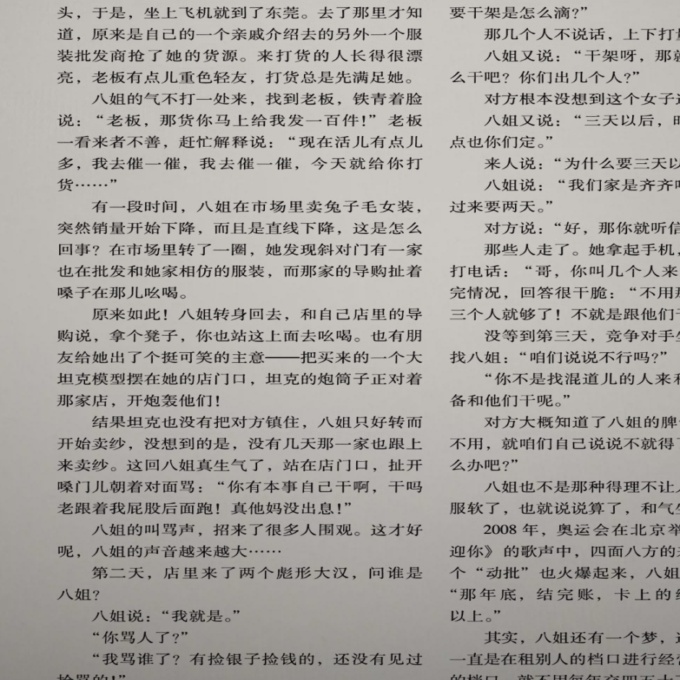 头，于是，坐上飞机就到了东莞。去了那里才知
道，原来是自己的一个亲戚介绍去的另外一个服
装批发商抢了她的货源。来打货的人长得很漂
亮，老板有点儿重色轻友，打货总是先满足她。
八姐的气不打一处来，找到老板，铁青着脸
说：“老板，那货你马上给我发一百件！”老板
一看来者不善，赶忙解释说：“现在活儿有点儿
多，我去催一催，我去催一催，今天就给你打
货……”
有一段时间，八姐在市场里卖兔子毛女装，
突然销量开始下降，而且是直线下降，这是怎么
回事？在市场里转了一圈，她发现斜对门有一家
也在批发和她家相仿的服装，而那家的导购扯着
嗓子在那儿吆喝。
原来如此！八姐转身回去，和自己店里的导
购说，拿个凳子，你也站这上面去吆喝。也有朋
友给她出了个挺可笑的主意——把买来的一个大
坦克模型摆在她的店门口，坦克的炮筒子正对着
那家店，开炮轰他们！
结果坦克也没有把对方镇住，八姐只好转而
开始卖纱，没想到的是，没有几天那一家也跟上
来卖纱。这回八姐真生气了，站在店门口，扯开
嗓门儿朝着对面骂：“你有本事自己干啊，干吗
老跟着我屁股后面跑！真他妈没出息！”
八姐的叫骂声，招来了很多人围观。这才好
呢，八姐的声音越来越大……
第二天，店里来了两个彪形大汉，问谁是
八姐？
八姐说：“我就是。”
“你骂人了？”
“我骂谁了？有捡银子捡钱的，还没有见过
捡骂的！”
要干架是怎么滴？”
那几个人不说话，上下打量
八姐又说：“干架呀，那就
么干吧？你们出几个人？”
对方根本没想到这个女子
八姐又说：“三天以后，时
点也你们定。”
来人说：“为什么要三天以
八姐说：“我们家是齐齐
过来要两天。”
对方说：“好，那你就听信
那些人走了。她拿起手机，
打电话：“哥，你叫几个人来
完情况，回答很干脆：“不用那
三个人就够了！不就是跟他们干
没等到第三天，竞争对手
找八姐：“咱们说说不行吗？”
“你不是找混道儿的人来
备和他们干呢。”
对方大概知道了八姐的脾
不用，就咱们自己说说不就得了
么办吧？”
八姐也不是那种得理不让人
服软了，也就说说算了，和气生
2008 年，奥运会在北京举
迎你》的歌声中，四面八方的
个“动批”也火爆起来，八姐
“那年底，结完账，卡上的
以上。”
其实，八姐还有一个梦，
一直是在租别人的档口进行经营
的档口，就不用每年交四五十万